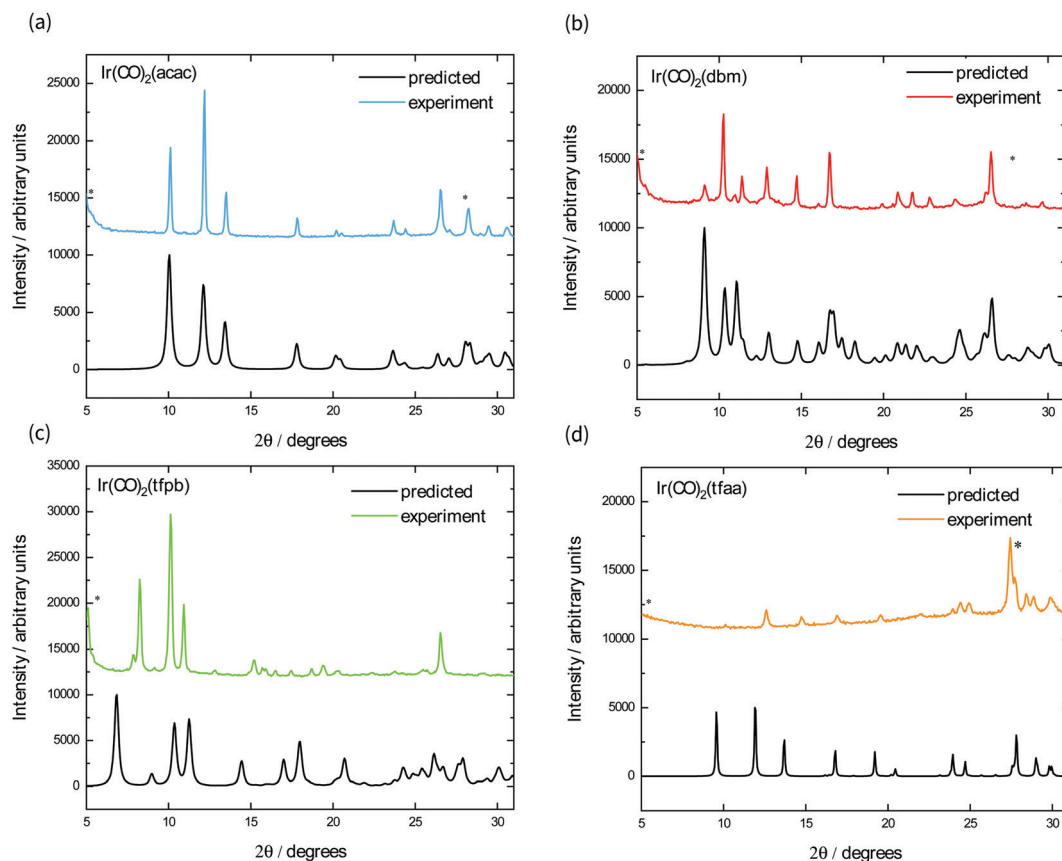 (a)
Ir(CO)2(acac)
predicted
experiment
*
*
Intensity / arbitrary units
25000
20000
15000
10000
5000
0
5 10 15 20 25 30
2θ / degrees
(b)
Ir(CO)2(dbm)
predicted
experiment
*
*
Intensity / arbitrary units
20000
15000
10000
5000
0
5 10 15 20 25 30
2θ / degrees
(c)
Ir(CO)2(tfpb)
predicted
experiment
*
Intensity / arbitrary units
35000
30000
25000
20000
15000
10000
5000
0
5 10 15 20 25 30
2θ / degrees
(d)
Ir(CO)2(tfaa)
predicted
experiment
*
*
Intensity / arbitrary units
20000
15000
10000
5000
0
5 10 15 20 25 30
2θ / degrees